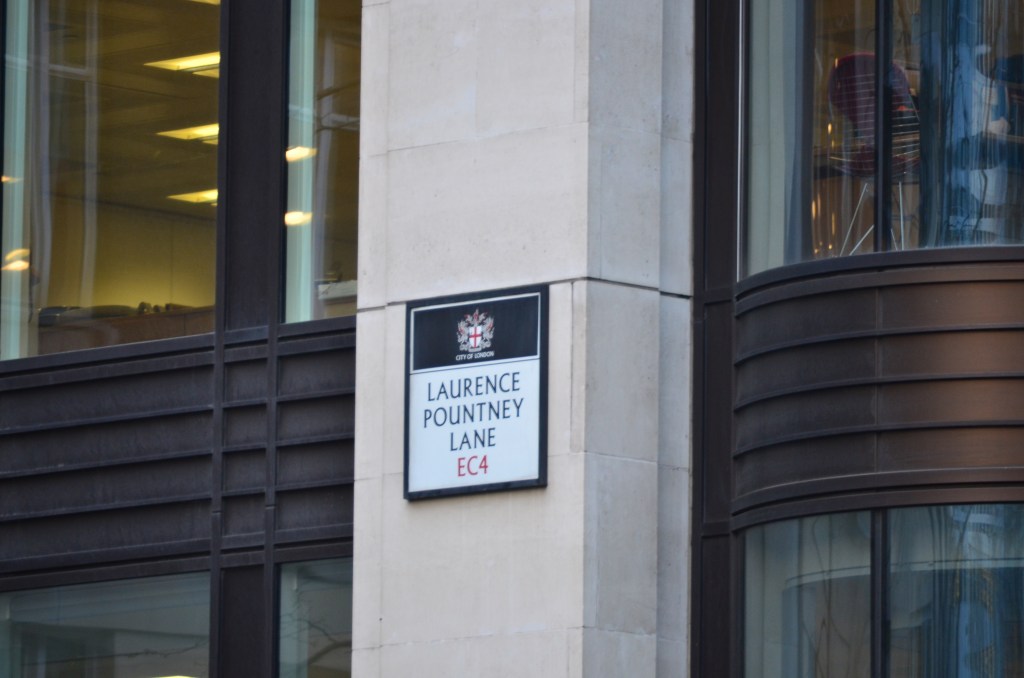 CITY OF LONDON
LAURENCE
POUNTNEY
LANE
EC4